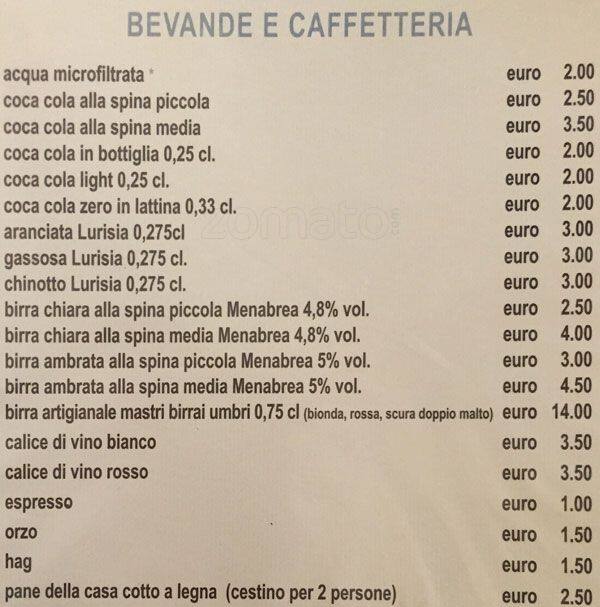 BEVANDE E CAFFETTERIA
acqua microfiltrata * euro 2.00
coca cola alla spina piccola euro 2.50
coca cola alla spina media euro 3.50
coca cola in bottiglia 0,25 cl. euro 2.00
coca cola light 0,25 cl. euro 2.00
coca cola zero in lattina 0,33 cl. euro 2.00
zomato.com
aranciata Lurisia 0,275cl euro 3.00
gassosa Lurisia 0,275 cl. euro 3.00
chinotto Lurisia 0,275 cl. euro 3.00
birra chiara alla spina piccola Menabrea 4,8% vol. euro 2.50
birra chiara alla spina media Menabrea 4,8% vol. euro 4.00
birra ambrata alla spina piccola Menabrea 5% vol. euro 3.00
birra ambrata alla spina media Menabrea 5% vol. euro 4.50
birra artigianale mastri birrai umbri 0,75 cl (bionda, rossa, scura doppio malto) euro 14.00
calice di vino bianco euro 3.50
calice di vino rosso euro 3.50
espresso euro 1.00
orzo euro 1.50
hag euro 1.50
pane della casa cotto a legna (cestino per 2 persone) euro 2.50